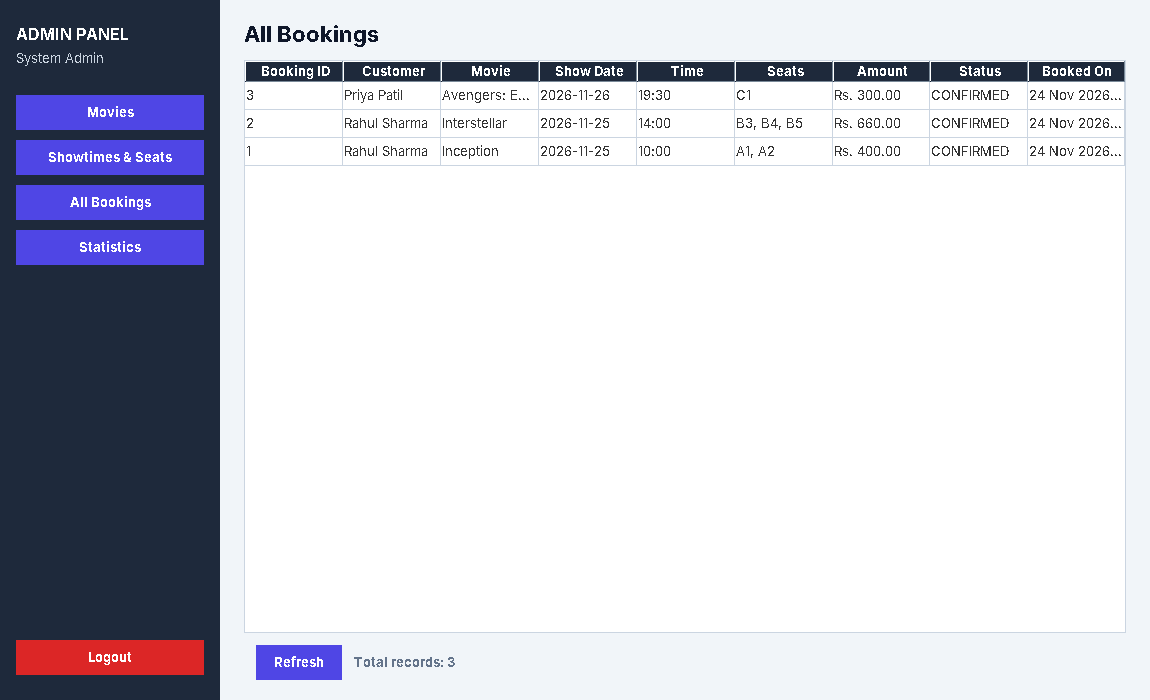 ADMIN PANEL
System Admin
Movies
Showtimes & Seats
All Bookings
Statistics
Logout
All Bookings
Booking ID Customer Movie Show Date Time Seats Amount Status Booked On
3 Priya Patil Avengers: E... 2026-11-26 19:30 C1 Rs. 300.00 CONFIRMED 24 Nov 2026...
2 Rahul Sharma Interstellar 2026-11-25 14:00 B3, B4, B5 Rs. 660.00 CONFIRMED 24 Nov 2026...
1 Rahul Sharma Inception 2026-11-25 10:00 A1, A2 Rs. 400.00 CONFIRMED 24 Nov 2026...
Refresh Total records: 3